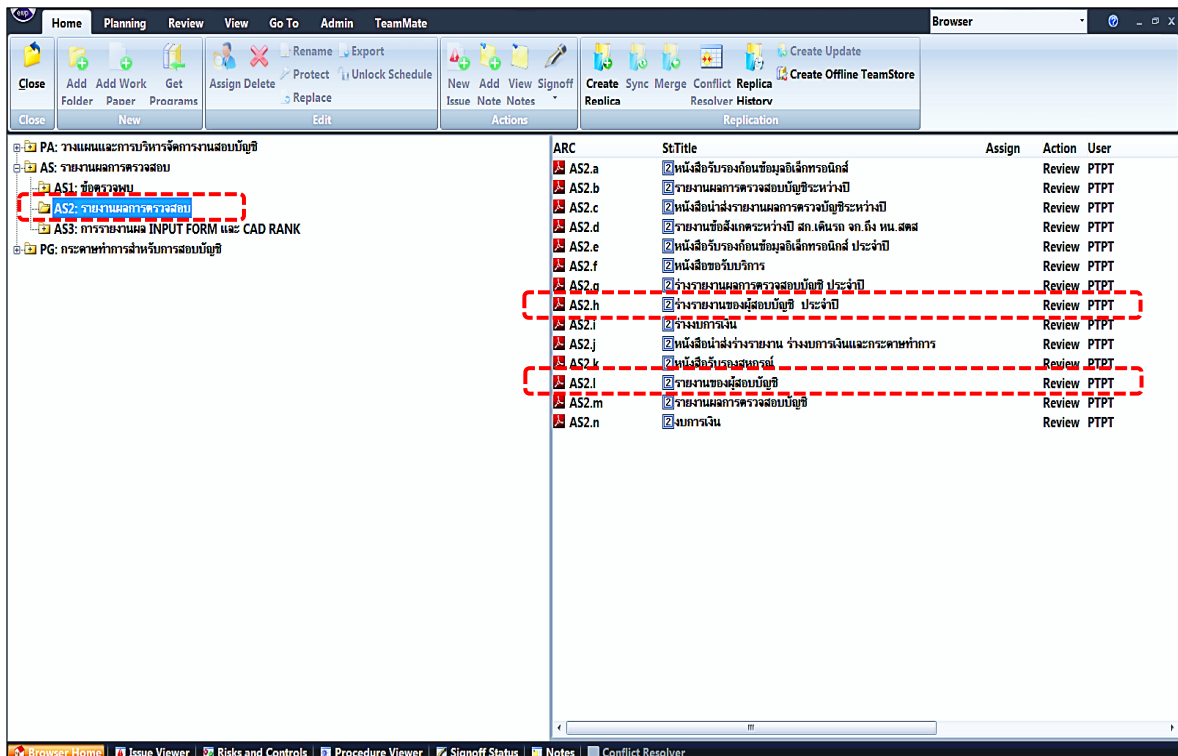 ewp
Home Planning Review View Go To Admin TeamMate Browser
Close
Add Folder
Add Work Paper
Get Programs
Assign Delete
Rename Export
Protect Unlock Schedule
Replace
New Issue
Add Note
View Notes
Signoff
Create Replica
Sync Merge
Conflict Resolver
Replica History
Create Update
Create Offline TeamStore
Close New Edit Actions Replication
PA: วางแผนและการบริหารจัดการงานสอบบัญชี
AS: รายงานผลการตรวจสอบ
AS1: ข้อตรวจพบ
AS2: รายงานผลการตรวจสอบ
AS3: การรายงานผล INPUT FORM และ CAD RANK
PG: กระดาษทำการสำหรับการสอบบัญชี
ARC St Title Assign Action User
AS2.a 2 หนังสือรับรองก้อนข้อมูลอิเล็กทรอนิกส์ Review PTPT
AS2.b 2 รายงานผลการตรวจสอบบัญชีระหว่างปี Review PTPT
AS2.c 2 หนังสือนำส่งรายงานผลการตรวจบัญชีระหว่างปี Review PTPT
AS2.d 2 รายงานข้อสังเกตระหว่างปี สก.เดินรถ จก.ถึง หน.สตส Review PTPT
AS2.e 2 หนังสือรับรองก้อนข้อมูลอิเล็กทรอนิกส์ ประจำปี Review PTPT
AS2.f 2 หนังสือขอรับบริการ Review PTPT
AS2.g 2 ร่างรายงานผลการตรวจสอบบัญชี ประจำปี Review PTPT
AS2.h 2 ร่างรายงานของผู้สอบบัญชี ประจำปี Review PTPT
AS2.i 2 ร่างงบการเงิน Review PTPT
AS2.j 2 หนังสือนำส่งร่างรายงาน ร่างงบการเงินและกระดาษทำการ Review PTPT
AS2.k 2 หนังสือรับรองสหกรณ์ Review PTPT
AS2.l 2 รายงานของผู้สอบบัญชี Review PTPT
AS2.m 2 รายงานผลการตรวจสอบบัญชี Review PTPT
AS2.n 2 งบการเงิน Review PTPT
Browser Home Issue Viewer Risks and Controls Procedure Viewer Signoff Status Notes Conflict Resolver